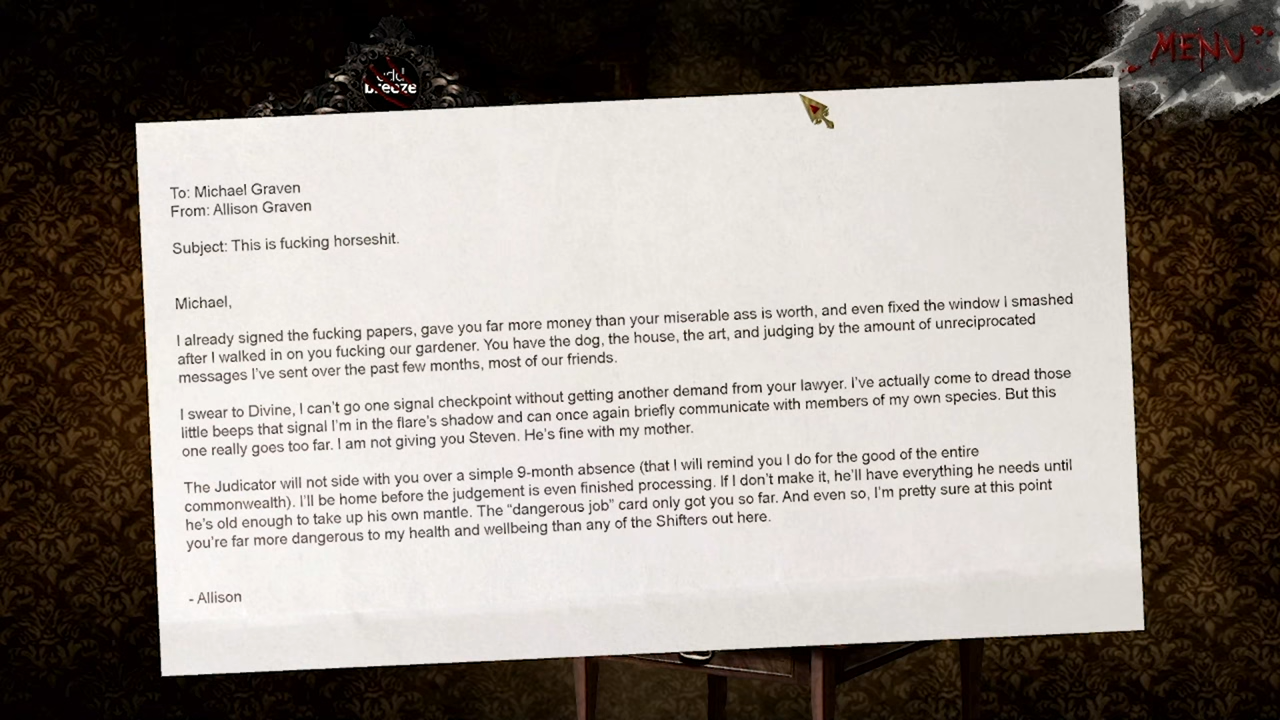 MENU
odd
breeze
To: Michael Graven
From: Allison Graven
Subject: This is fucking horseshit.
Michael,
I already signed the fucking papers, gave you far more money than your miserable ass is worth, and even fixed the window I smashed
after I walked in on you fucking our gardener. You have the dog, the house, the art, and judging by the amount of unreciprocated
messages I've sent over the past few months, most of our friends.
I swear to Divine, I can't go one signal checkpoint without getting another demand from your lawyer. I've actually come to dread those
little beeps that signal I'm in the flare's shadow and can once again briefly communicate with members of my own species. But this
one really goes too far. I am not giving you Steven. He's fine with my mother.
The Judicator will not side with you over a simple 9-month absence (that I will remind you I do for the good of the entire
commonwealth). I'll be home before the judgement is even finished processing. If I don't make it, he'll have everything he needs until
he's old enough to take up his own mantle. The “dangerous job” card only got you so far. And even so, I'm pretty sure at this point
you're far more dangerous to my health and wellbeing than any of the Shifters out here.
- Allison